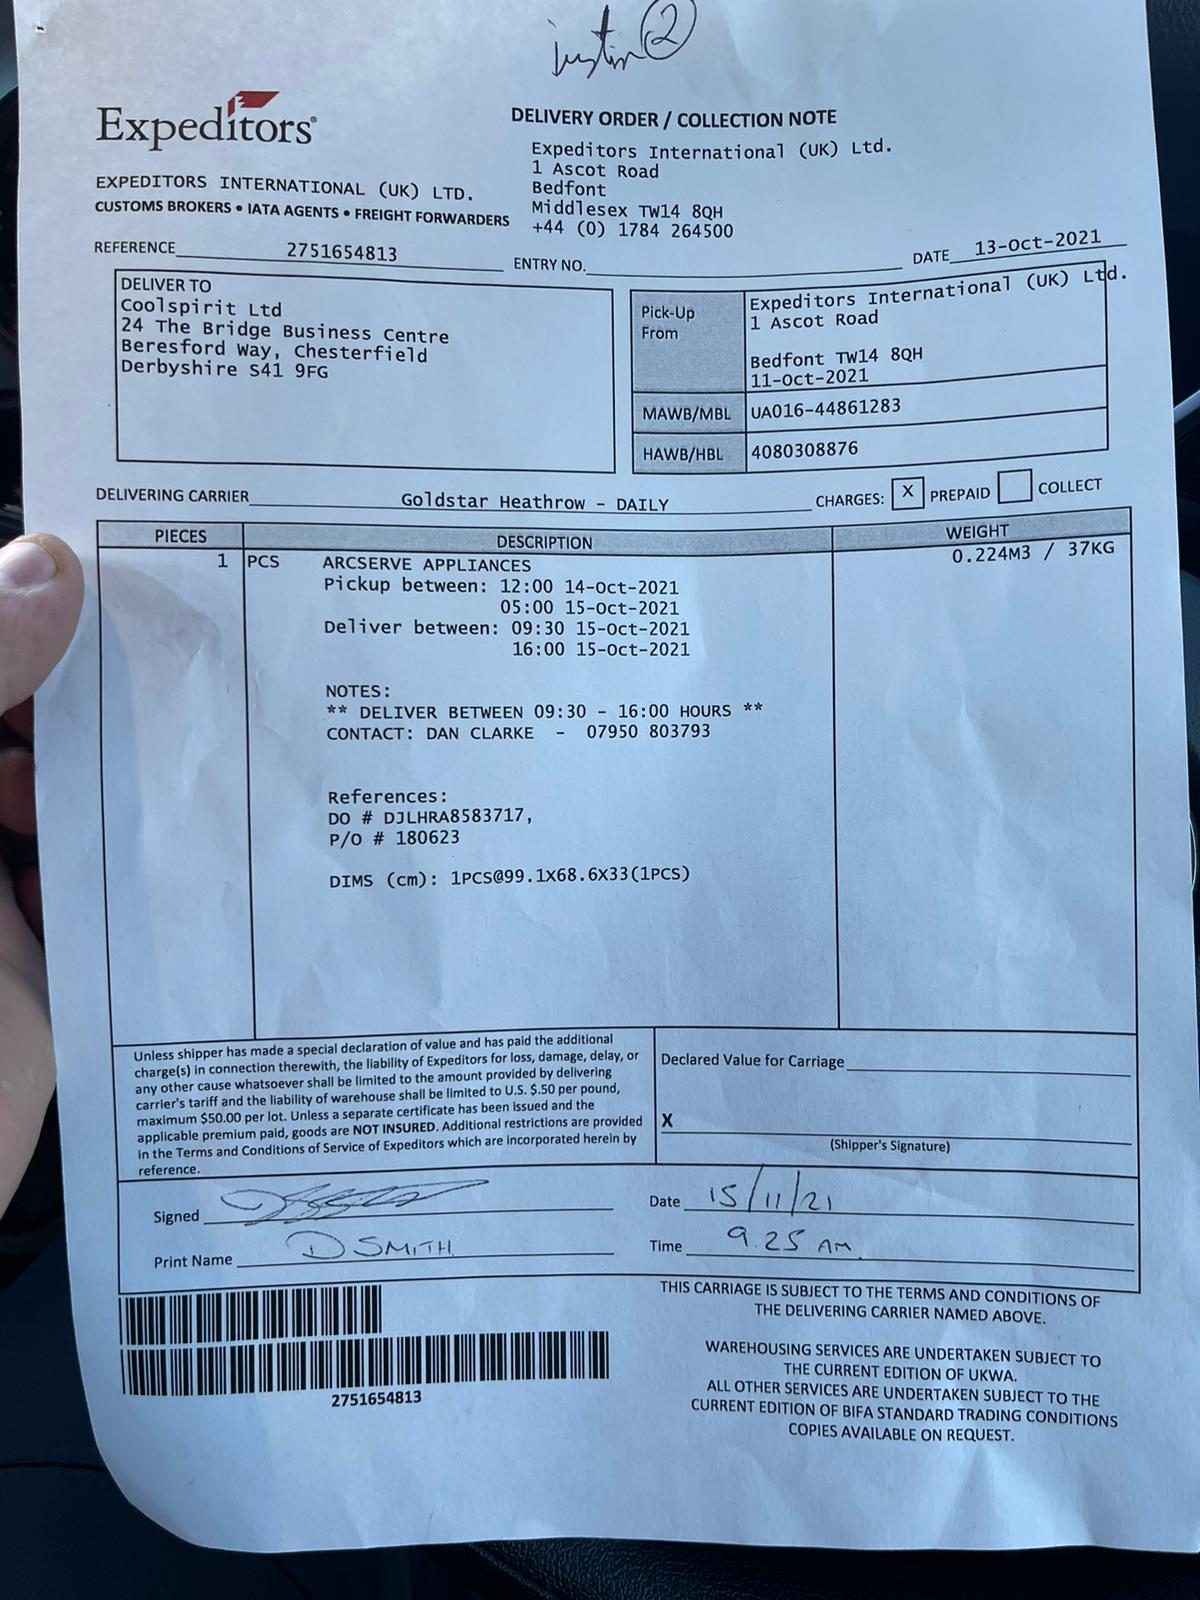 justin 2
Expeditors®
DELIVERY ORDER / COLLECTION NOTE
Expeditors International (UK) Ltd.
1 Ascot Road
Bedfont
Middlesex TW14 8QH
+44 (0) 1784 264500
EXPEDITORS INTERNATIONAL (UK) LTD.
CUSTOMS BROKERS • IATA AGENTS • FREIGHT FORWARDERS
REFERENCE 2751654813 ENTRY NO. DATE 13-Oct-2021
DELIVER TO
Coolspirit Ltd
24 The Bridge Business Centre
Beresford Way, Chesterfield
Derbyshire S41 9FG
Pick-Up From
Expeditors International (UK) Ltd.
1 Ascot Road
Bedfont TW14 8QH
11-Oct-2021
MAWB/MBL UA016-44861283
HAWB/HBL 4080308876
DELIVERING CARRIER Goldstar Heathrow - DAILY CHARGES: X PREPAID COLLECT
PIECES DESCRIPTION WEIGHT
1 PCS ARCSERVE APPLIANCES 0.224M3 / 37KG
Pickup between: 12:00 14-Oct-2021
05:00 15-Oct-2021
Deliver between: 09:30 15-Oct-2021
16:00 15-Oct-2021
NOTES:
** DELIVER BETWEEN 09:30 - 16:00 HOURS **
CONTACT: DAN CLARKE - 07950 803793
References:
DO # DJLHRA8583717,
P/O # 180623
DIMS (cm): 1PCS@99.1X68.6X33(1PCS)
Unless shipper has made a special declaration of value and has paid the additional
charge(s) in connection therewith, the liability of Expeditors for loss, damage, delay, or
any other cause whatsoever shall be limited to the amount provided by delivering
carrier's tariff and the liability of warehouse shall be limited to U.S. $.50 per pound,
maximum $50.00 per lot. Unless a separate certificate has been issued and the
applicable premium paid, goods are NOT INSURED. Additional restrictions are provided
in the Terms and Conditions of Service of Expeditors which are incorporated herein by
reference.
Declared Value for Carriage
X
(Shipper's Signature)
Signed
Date 15/11/21
Print Name D SMITH
Time 9.25 AM
THIS CARRIAGE IS SUBJECT TO THE TERMS AND CONDITIONS OF
THE DELIVERING CARRIER NAMED ABOVE.
2751654813
WAREHOUSING SERVICES ARE UNDERTAKEN SUBJECT TO
THE CURRENT EDITION OF UKWA.
ALL OTHER SERVICES ARE UNDERTAKEN SUBJECT TO THE
CURRENT EDITION OF BIFA STANDARD TRADING CONDITIONS
COPIES AVAILABLE ON REQUEST.